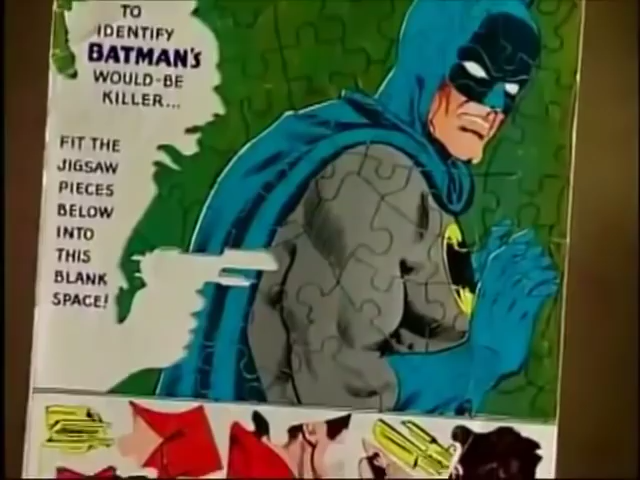 TO
IDENTIFY
BATMAN'S
WOULD-BE
KILLER...
FIT THE
JIGSAW
PIECES
BELOW
INTO
THIS
BLANK
SPACE!